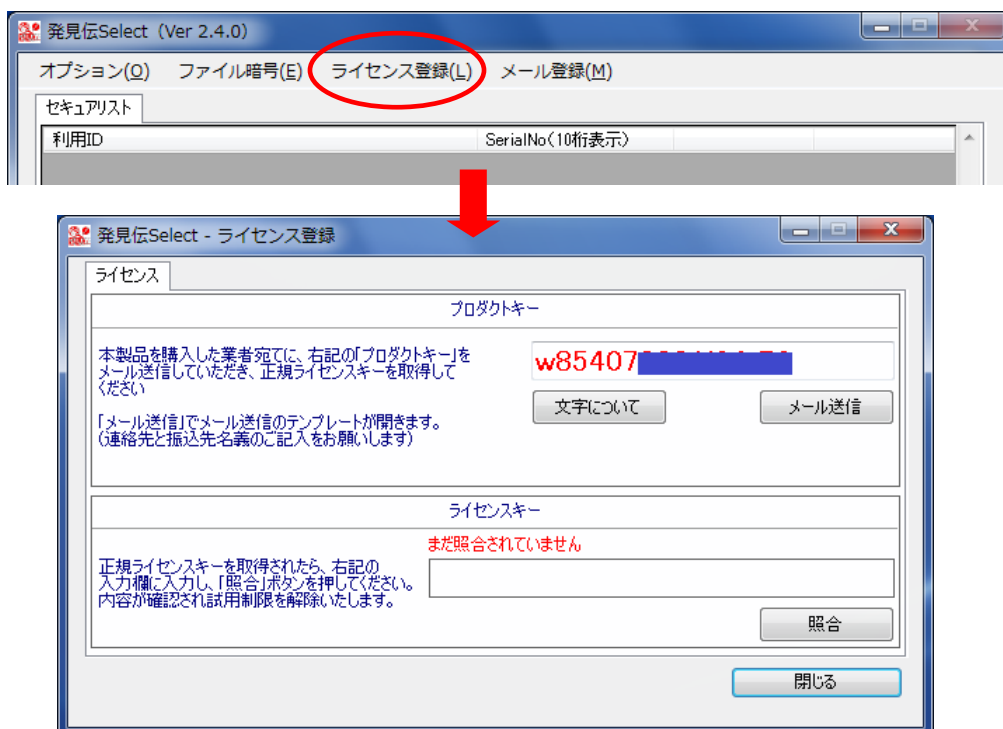 発見伝Select（Ver 2.4.0）
オプション(O) ファイル暗号(E) ライセンス登録(L) メール登録(M)
セキュアリスト
利用ID SerialNo(10桁表示)
発見伝Select - ライセンス登録
ライセンス
プロダクトキー
本製品を購入した業者宛てに、右記の「プロダクトキー」を
メール送信していただき、正規ライセンスキーを取得して
ください
w85407
文字について メール送信
「メール送信」でメール送信のテンプレートが開きます。
(連絡先と振込先名義のご記入をお願いします)
ライセンスキー
まだ照合されていません
正規ライセンスキーを取得されたら、右記の
入力欄に入力し、「照合」ボタンを押してください。
内容が確認され試用制限を解除いたします。
照合
閉じる